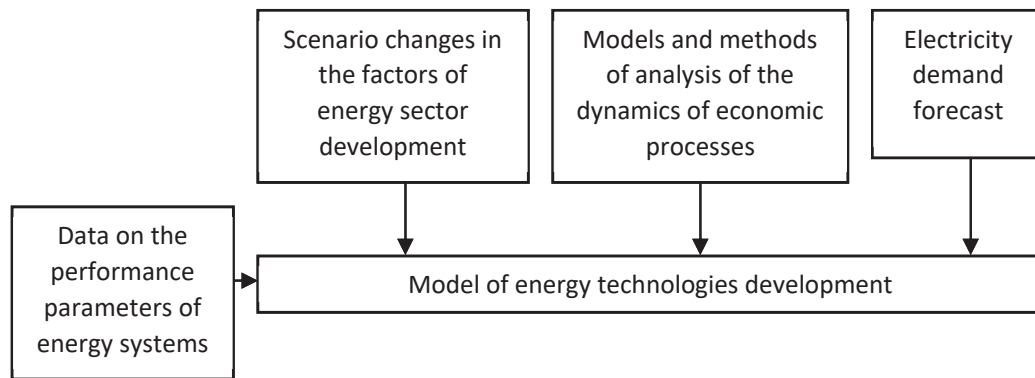 Scenario changes in
the factors of
energy sector
development
Models and methods
of analysis of the
dynamics of economic
processes
Electricity
demand
forecast
Data on the
performance
parameters of
energy systems
Model of energy technologies development